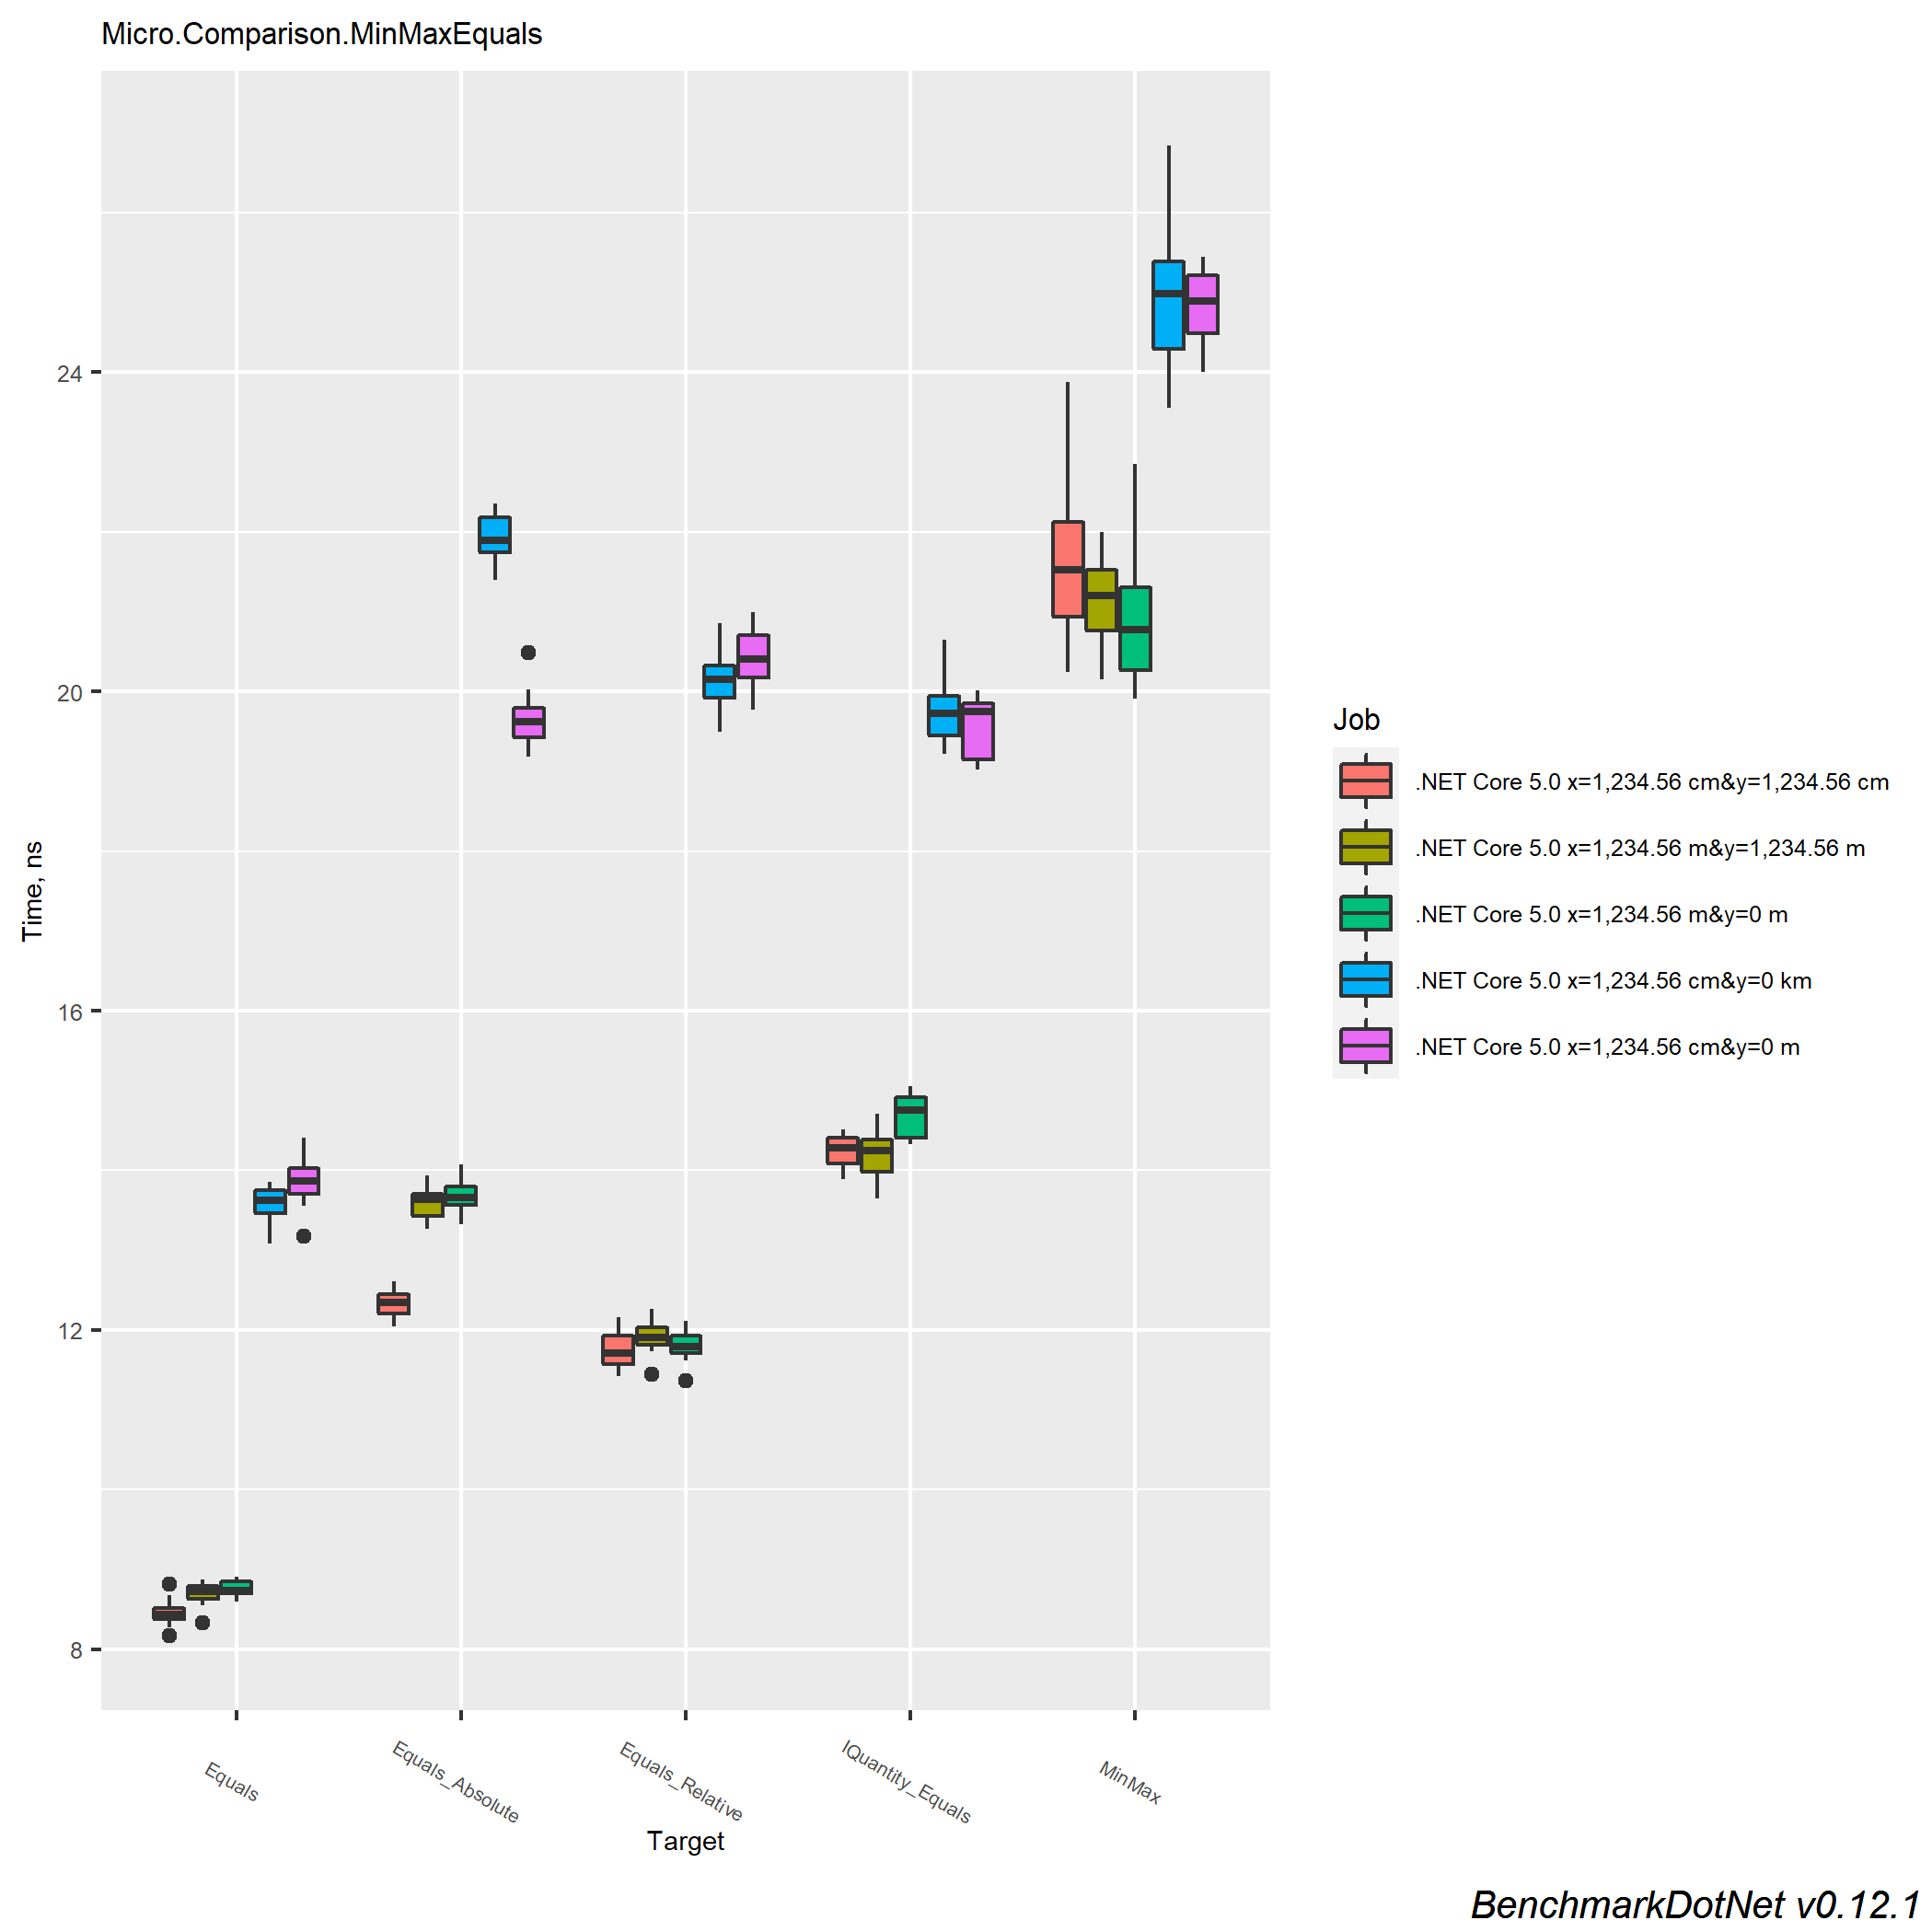 Micro.Comparison.MinMaxEquals
24
20
16
12
8
Time, ns
Equals
Equals_Absolute
Equals_Relative
IQuantity_Equals
MinMax
Target
Job
.NET Core 5.0 x=1,234.56 cm&y=1,234.56 cm
.NET Core 5.0 x=1,234.56 m&y=1,234.56 m
.NET Core 5.0 x=1,234.56 m&y=0 m
.NET Core 5.0 x=1,234.56 cm&y=0 km
.NET Core 5.0 x=1,234.56 cm&y=0 m
BenchmarkDotNet v0.12.1